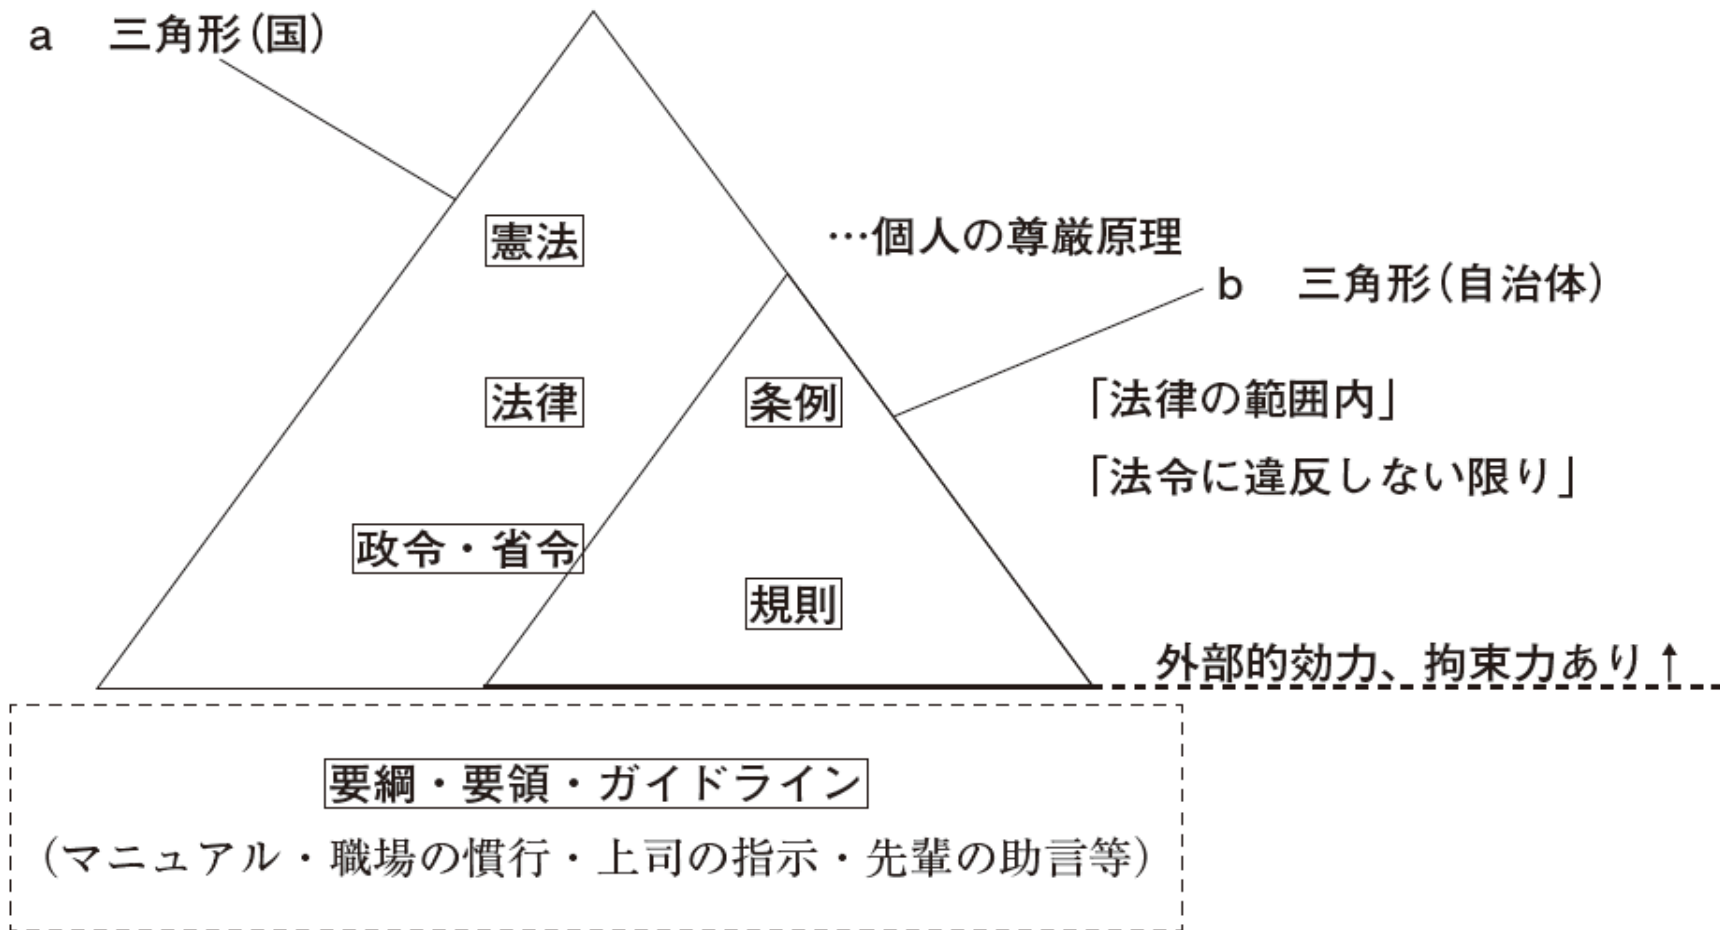 a　三角形（国）
憲法
…個人の尊厳原理
b　三角形（自治体）
法律
条例
「法律の範囲内」
「法令に違反しない限り」
政令・省令
規則
外部的効力、拘束力あり↑
要綱・要領・ガイドライン
（マニュアル・職場の慣行・上司の指示・先輩の助言等）